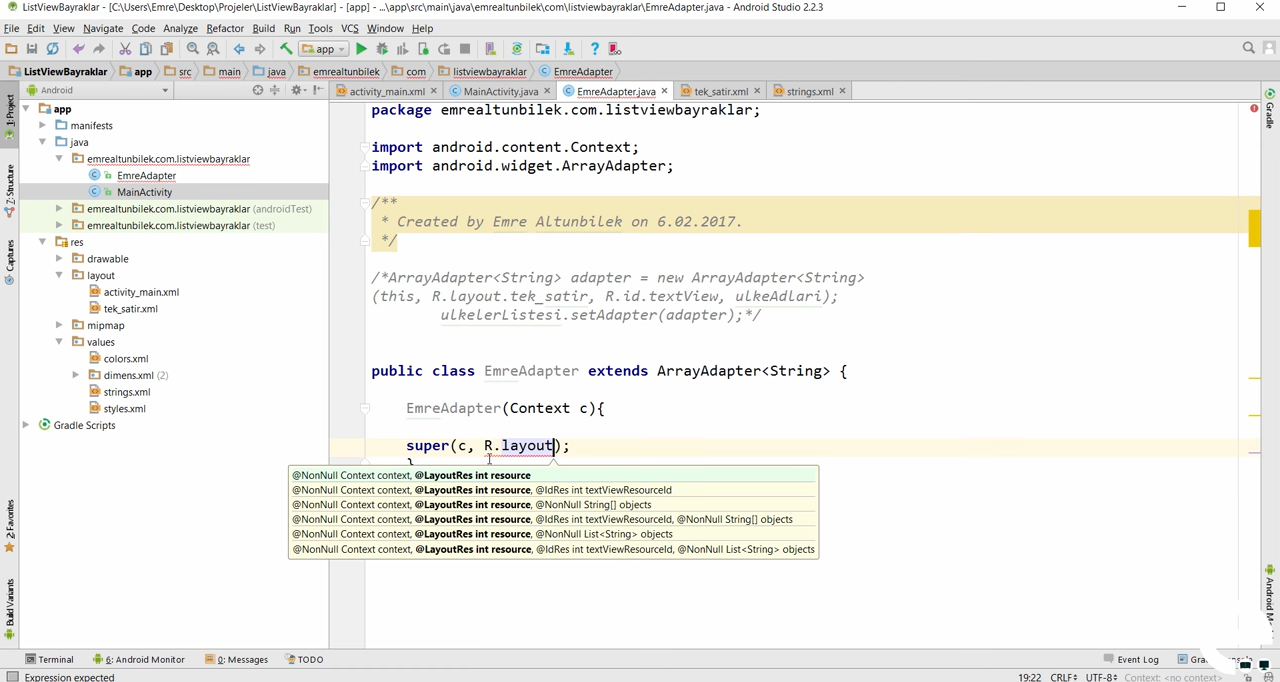 ListViewBayraklar - [C:\Users\Emre\Desktop\Projeler\ListViewBayraklar] - [app] - ...\app\src\main\java\emrealtunbilek\com\listviewbayraklar\EmreAdapter.java - Android Studio 2.2.3
File Edit View Navigate Code Analyze Refactor Build Run Tools VCS Window Help
app
ListViewBayraklar app src main java emrealtunbilek com listviewbayraklar EmreAdapter
Android
activity_main.xml MainActivity.java EmreAdapter.java tek_satir.xml strings.xml
1: Project
Z: Structure
Captures
2: Favorites
Build Variants
app
manifests
java
emrealtunbilek.com.listviewbayraklar
EmreAdapter
MainActivity
emrealtunbilek.com.listviewbayraklar (androidTest)
emrealtunbilek.com.listviewbayraklar (test)
res
drawable
layout
activity_main.xml
tek_satir.xml
mipmap
values
colors.xml
dimens.xml (2)
strings.xml
styles.xml
Gradle Scripts
package emrealtunbilek.com.listviewbayraklar;
import android.content.Context;
import android.widget.ArrayAdapter;
/**
* Created by Emre Altunbilek on 6.02.2017.
*/
/*ArrayAdapter<String> adapter = new ArrayAdapter<String>
(this, R.layout.tek_satir, R.id.textView, ulkeAdlari);
ulkelerListesi.setAdapter(adapter);*/
public class EmreAdapter extends ArrayAdapter<String> {
EmreAdapter(Context c){
super(c, R.layout);
}
@NonNull Context context, @LayoutRes int resource
@NonNull Context context, @LayoutRes int resource, @IdRes int textViewResourceId
@NonNull Context context, @LayoutRes int resource, @NonNull String[] objects
@NonNull Context context, @LayoutRes int resource, @IdRes int textViewResourceId, @NonNull String[] objects
@NonNull Context context, @LayoutRes int resource, @NonNull List<String> objects
@NonNull Context context, @LayoutRes int resource, @IdRes int textViewResourceId, @NonNull List<String> objects
Gradle
Terminal 6: Android Monitor 0: Messages TODO Event Log
Expression expected 19:22 CRLF UTF-8 Context: <no context>